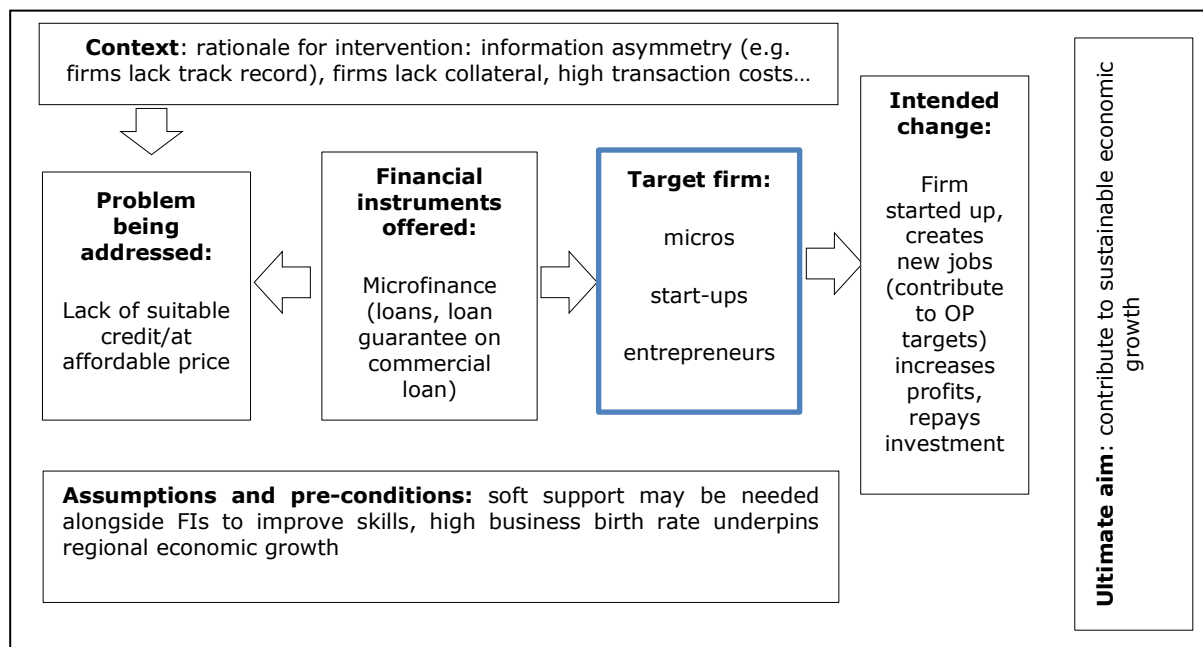 Context: rationale for intervention: information asymmetry (e.g.
firms lack track record), firms lack collateral, high transaction costs…
Problem
being
addressed:
Lack of suitable
credit/at
affordable price
Financial
instruments
offered:
Microfinance
(loans, loan
guarantee on
commercial
loan)
Target firm:
micros
start-ups
entrepreneurs
Intended
change:
Firm
started up,
creates
new jobs
(contribute
to OP
targets)
increases
profits,
repays
investment
Ultimate aim: contribute to sustainable economic
growth
Assumptions and pre-conditions: soft support may be needed
alongside FIs to improve skills, high business birth rate underpins
regional economic growth